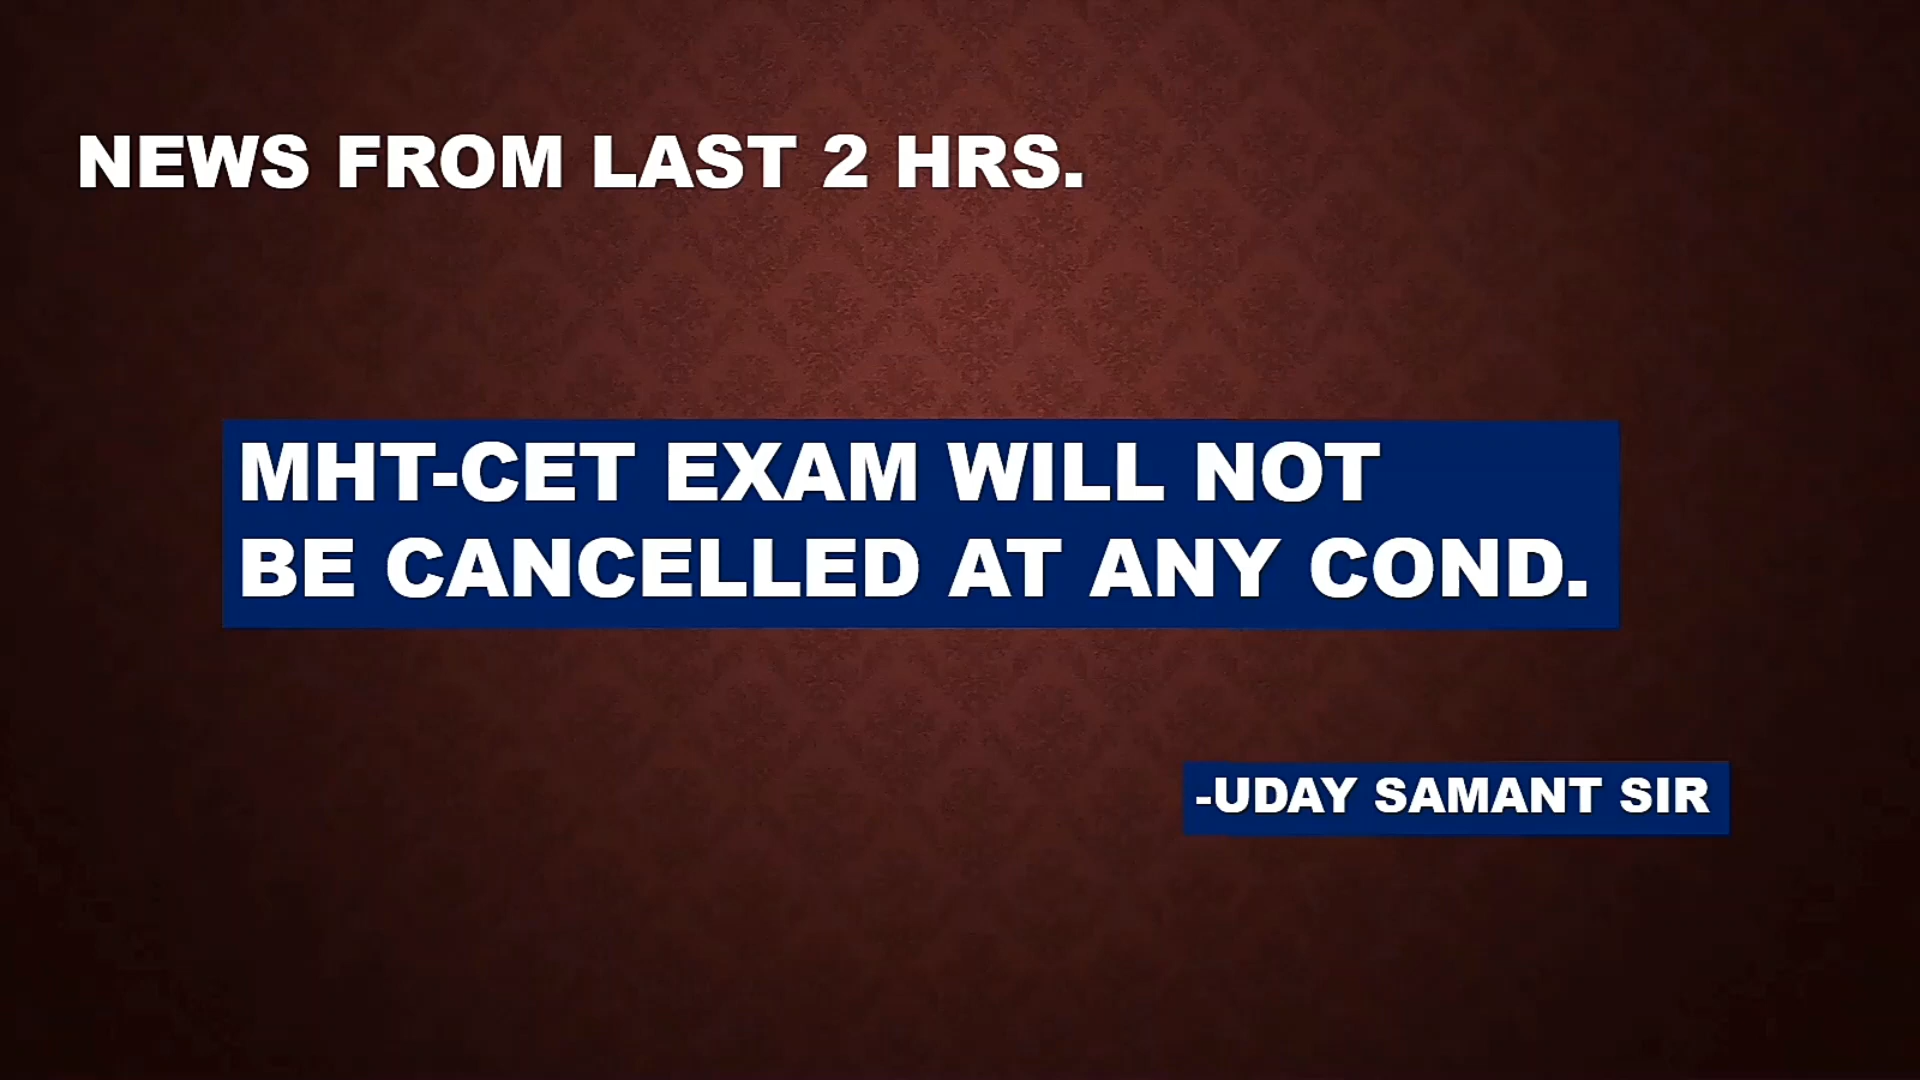 NEWS FROM LAST 2 HRS.
MHT-CET EXAM WILL NOT
BE CANCELLED AT ANY COND.
-UDAY SAMANT SIR